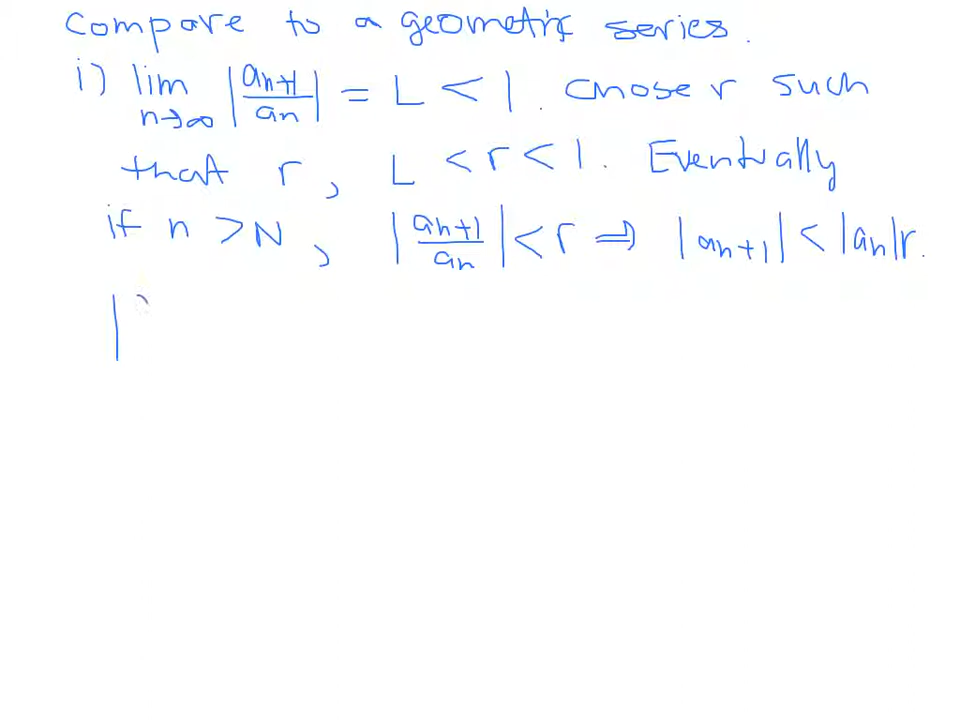 Compare to a geometric series.
i) lim n→∞ |an+1/an| = L < 1. Choose r such
that r, L < r < 1. Eventually
if n > N, |an+1/an| < r ⇒ |an+1| < |an|r.
|